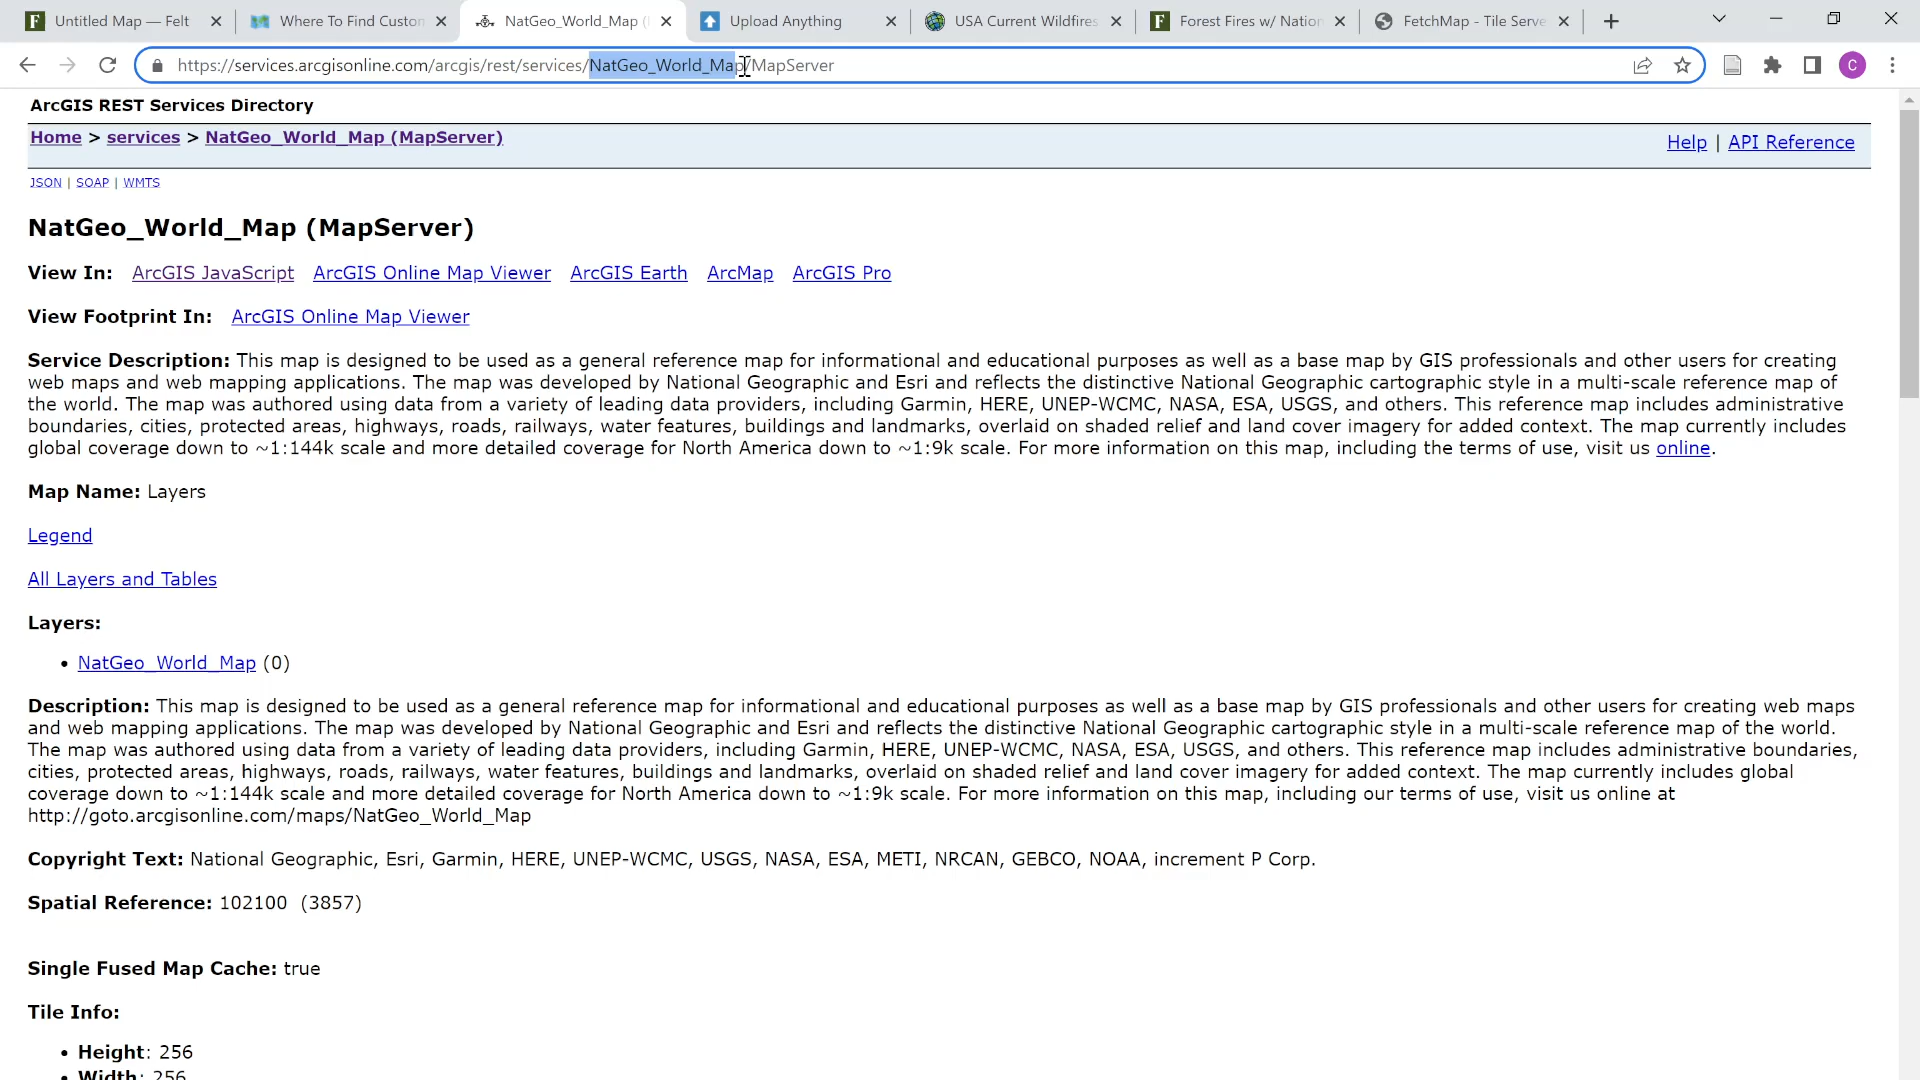 Untitled Map — Felt
Where To Find Custon
NatGeo_World_Map (
Upload Anything
USA Current Wildfires
Forest Fires w/ Nation
FetchMap - Tile Serve
https://services.arcgisonline.com/arcgis/rest/services/NatGeo_World_Map/MapServer
C
ArcGIS REST Services Directory
Home > services > NatGeo_World_Map (MapServer)
Help | API Reference
JSON | SOAP | WMTS
NatGeo_World_Map (MapServer)
View In: ArcGIS JavaScript ArcGIS Online Map Viewer ArcGIS Earth ArcMap ArcGIS Pro
View Footprint In: ArcGIS Online Map Viewer
Service Description: This map is designed to be used as a general reference map for informational and educational purposes as well as a base map by GIS professionals and other users for creating
web maps and web mapping applications. The map was developed by National Geographic and Esri and reflects the distinctive National Geographic cartographic style in a multi-scale reference map of
the world. The map was authored using data from a variety of leading data providers, including Garmin, HERE, UNEP-WCMC, NASA, ESA, USGS, and others. This reference map includes administrative
boundaries, cities, protected areas, highways, roads, railways, water features, buildings and landmarks, overlaid on shaded relief and land cover imagery for added context. The map currently includes
global coverage down to ~1:144k scale and more detailed coverage for North America down to ~1:9k scale. For more information on this map, including the terms of use, visit us online.
Map Name: Layers
Legend
All Layers and Tables
Layers:
• NatGeo_World_Map (0)
Description: This map is designed to be used as a general reference map for informational and educational purposes as well as a base map by GIS professionals and other users for creating web maps
and web mapping applications. The map was developed by National Geographic and Esri and reflects the distinctive National Geographic cartographic style in a multi-scale reference map of the world.
The map was authored using data from a variety of leading data providers, including Garmin, HERE, UNEP-WCMC, NASA, ESA, USGS, and others. This reference map includes administrative boundaries,
cities, protected areas, highways, roads, railways, water features, buildings and landmarks, overlaid on shaded relief and land cover imagery for added context. The map currently includes global
coverage down to ~1:144k scale and more detailed coverage for North America down to ~1:9k scale. For more information on this map, including our terms of use, visit us online at
http://goto.arcgisonline.com/maps/NatGeo_World_Map
Copyright Text: National Geographic, Esri, Garmin, HERE, UNEP-WCMC, USGS, NASA, ESA, METI, NRCAN, GEBCO, NOAA, increment P Corp.
Spatial Reference: 102100 (3857)
Single Fused Map Cache: true
Tile Info:
• Height: 256
• Width: 256